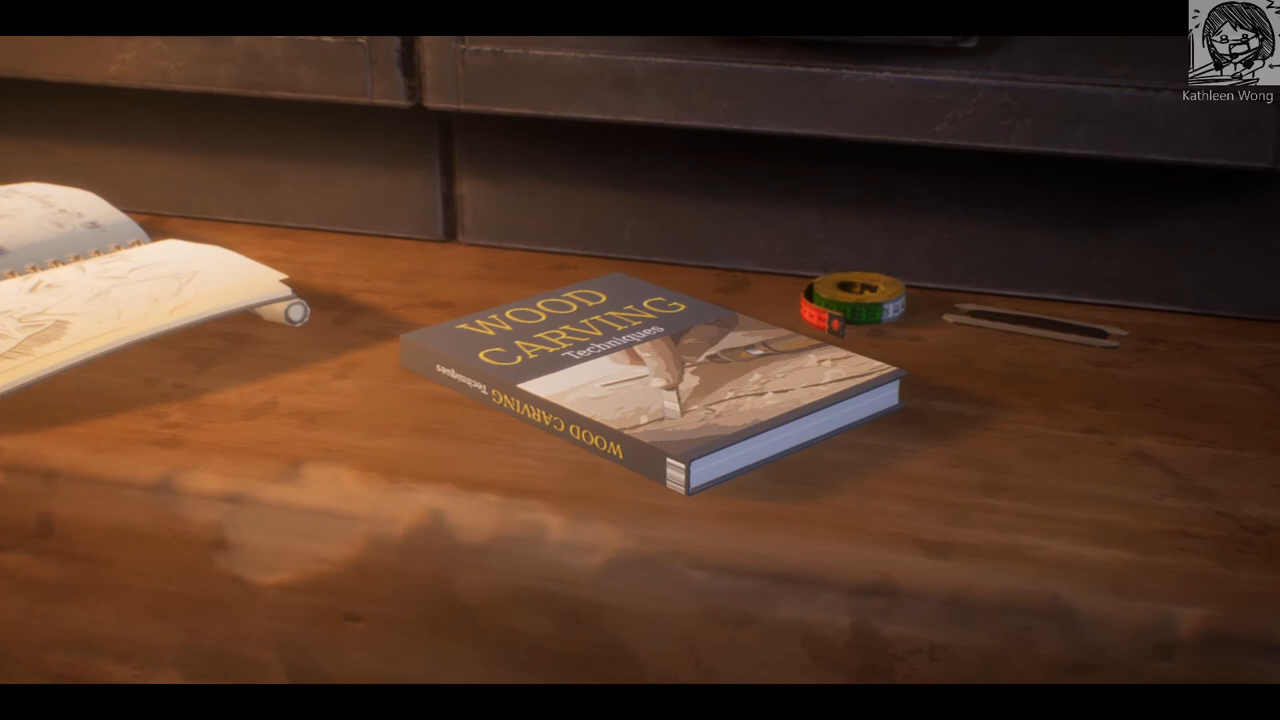 Kathleen Wong
WOOD
CARVING
Techniques
WOOD CARVING Techniques